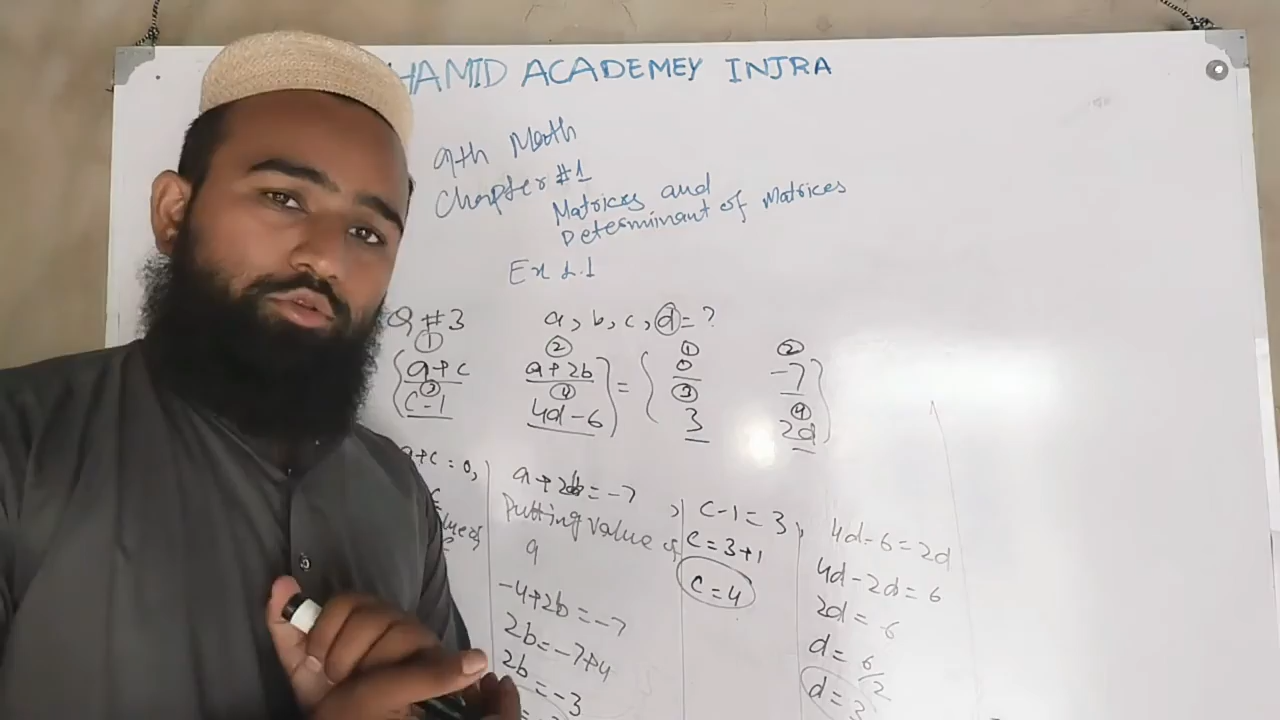 HAMID ACADEMEY INJRA
9th Math
Chapter #1
Matrices and
Determinant of Matrices
Ex 1.1
Q #3 a, b, c, d = ?
① ② ① ②
a+c a+2b = 0 -7
③ ④ ③ ④
c-1 4d-6 3 2d
a+c = 0,
a+2b = -7
Putting value of
a
-4+2b = -7
2b = -7+4
2b = -3
c-1 = 3,
c = 3+1
c = 4
4d-6 = 2d
4d-2d = 6
2d = 6
d = 6/2
d = 3